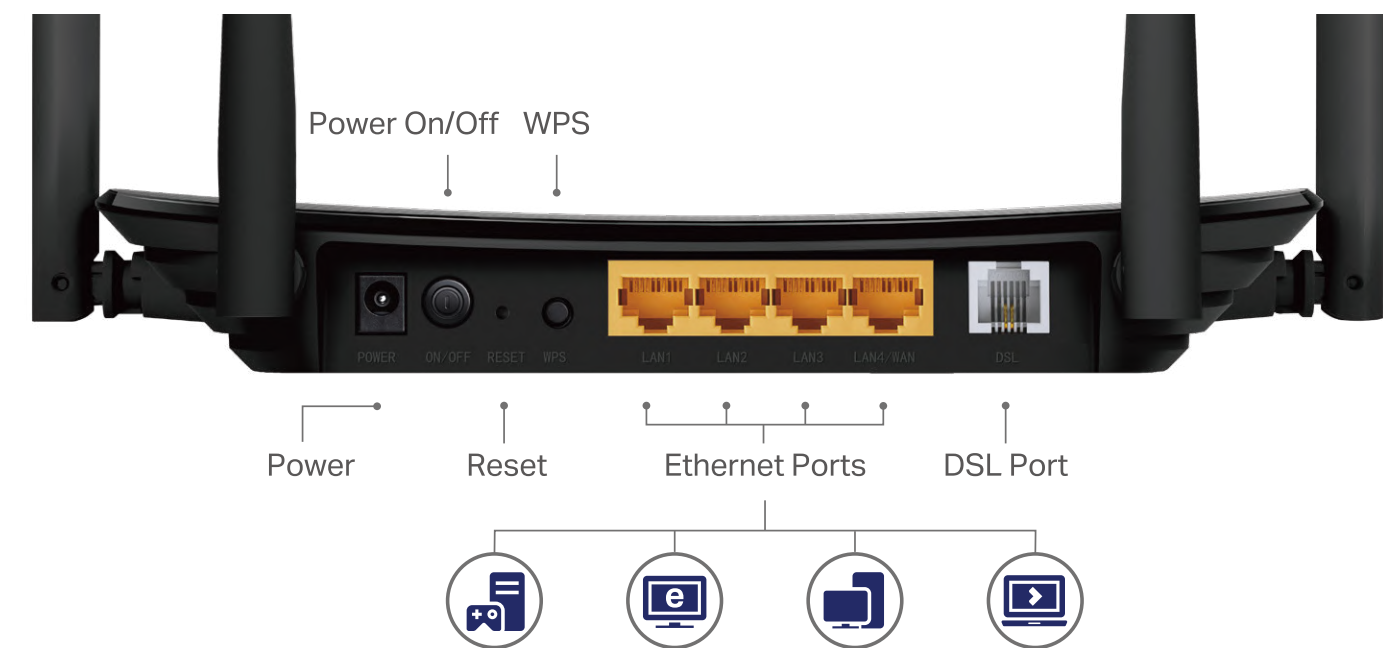 Power On/Off WPS
POWER ON/OFF RESET WPS LAN1 LAN2 LAN3 LAN4/WAN DSL
Power Reset Ethernet Ports DSL Port
e